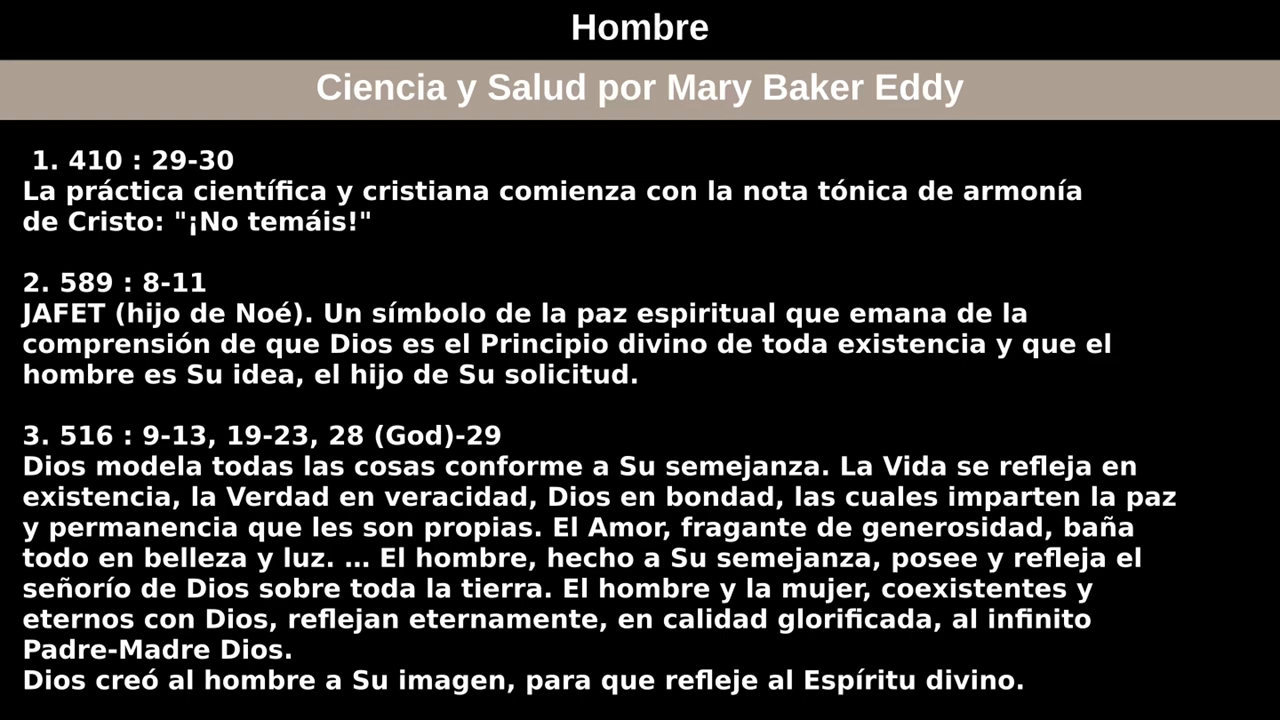 Hombre
Ciencia y Salud por Mary Baker Eddy
1. 410 : 29-30
La práctica científica y cristiana comienza con la nota tónica de armonía
de Cristo: "¡No temáis!"
2. 589 : 8-11
JAFET (hijo de Noé). Un símbolo de la paz espiritual que emana de la
comprensión de que Dios es el Principio divino de toda existencia y que el
hombre es Su idea, el hijo de Su solicitud.
3. 516 : 9-13, 19-23, 28 (God)-29
Dios modela todas las cosas conforme a Su semejanza. La Vida se refleja en
existencia, la Verdad en veracidad, Dios en bondad, las cuales imparten la paz
y permanencia que les son propias. El Amor, fragante de generosidad, baña
todo en belleza y luz. … El hombre, hecho a Su semejanza, posee y refleja el
señorío de Dios sobre toda la tierra. El hombre y la mujer, coexistentes y
eternos con Dios, reflejan eternamente, en calidad glorificada, al infinito
Padre-Madre Dios.
Dios creó al hombre a Su imagen, para que refleje al Espíritu divino.